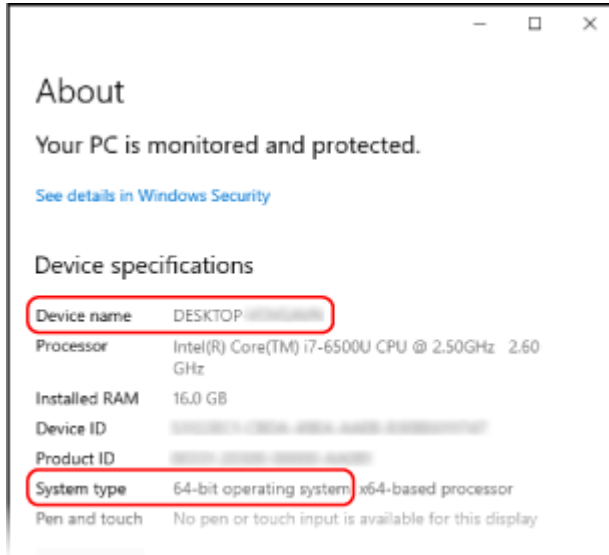 About
Your PC is monitored and protected.
See details in Windows Security
Device specifications
Device name DESKTOP
Processor Intel(R) Core(TM) i7-6500U CPU @ 2.50GHz 2.60
GHz
Installed RAM 16.0 GB
Device ID
Product ID
System type 64-bit operating system, x64-based processor
Pen and touch No pen or touch input is available for this display